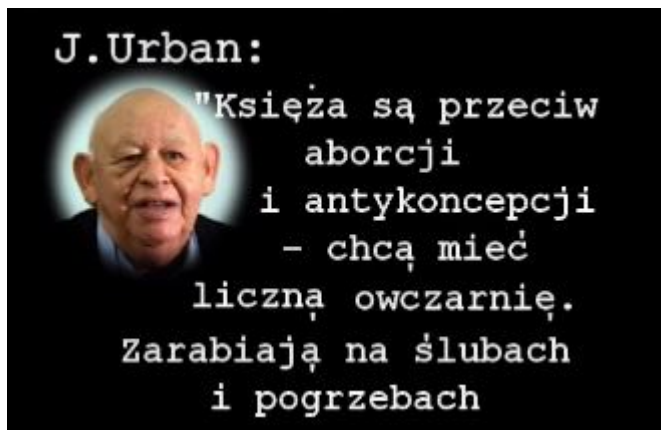 J.Urban:
"Księża są przeciw
aborcji
i antykoncepcji
- chcą mieć
liczną owczarnię.
Zarabiają na ślubach
i pogrzebach